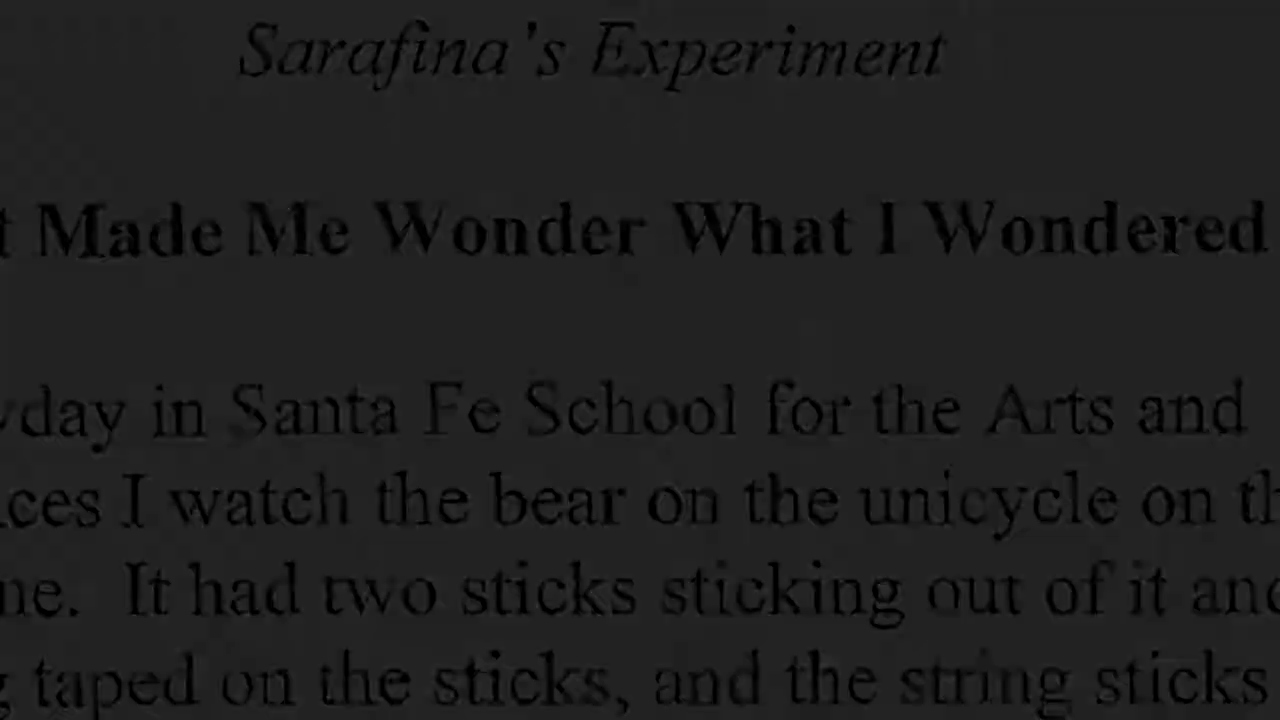 Sarafina's Experiment
Made Me Wonder What I Wondered
day in Santa Fe School for the Arts and
ces I watch the bear on the unicycle on th
ne. It had two sticks sticking out of it and
taped on the sticks, and the string sticks